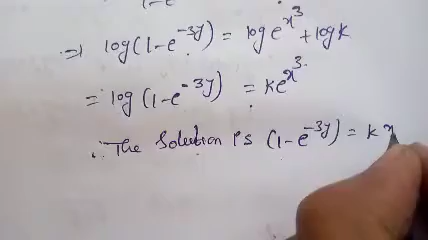 ⇒ log(1-e^{-3y}) = log e^{x^3} + log k
= log (1-e^{-3y}) = ke^{x^3}.
∴ The Solution is (1-e^{-3y}) = k x